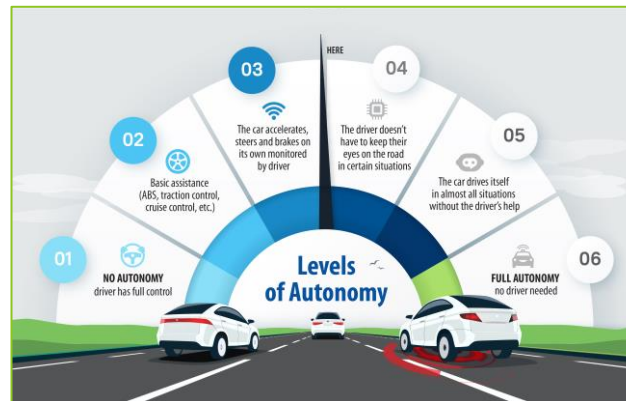 HERE
03
The car accelerates,
steers and brakes on
its own monitored
by driver
04
The driver doesn't
have to keep their
eyes on the road
in certain situations
02
Basic assistance
(ABS, traction control,
cruise control, etc.)
05
The car drives itself
in almost all situations
without the driver's help
01
NO AUTONOMY
driver has full control
Levels
of Autonomy
06
FULL AUTONOMY
no driver needed